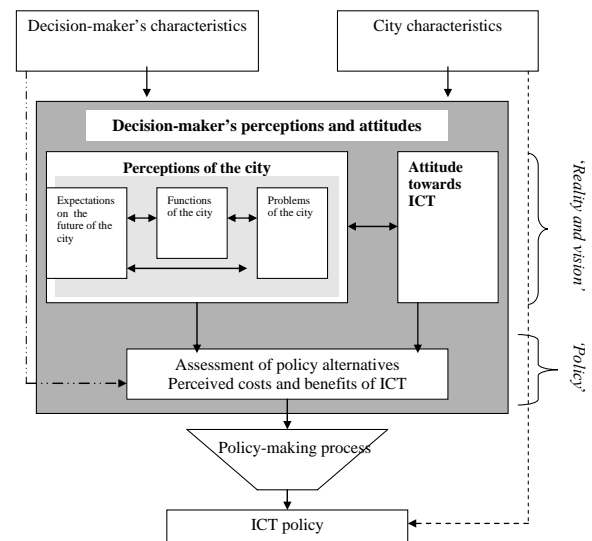 Decision-maker's characteristics
City characteristics
Decision-maker's perceptions and attitudes
Perceptions of the city
Expectations
on the
future of the
city
Functions
of the city
Problems
of the city
Attitude
towards
ICT
'Reality and vision'
Assessment of policy alternatives
Perceived costs and benefits of ICT
'Policy'
Policy-making process
ICT policy